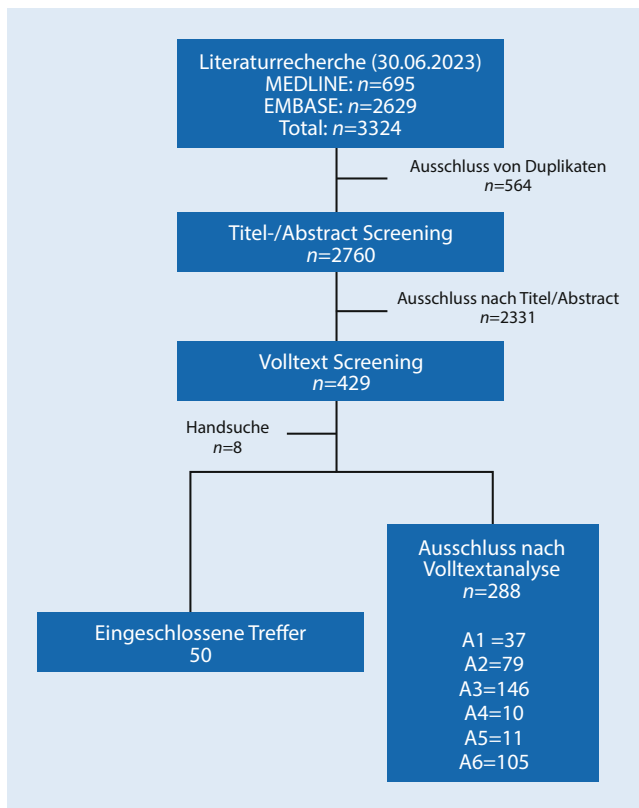 Literaturrecherche (30.06.2023)
MEDLINE: n=695
EMBASE: n=2629
Total: n=3324
Ausschluss von Duplikaten
n=564
Titel-/Abstract Screening
n=2760
Ausschluss nach Titel/Abstract
n=2331
Volltext Screening
n=429
Handsuche
n=8
Ausschluss nach
Volltextanalyse
n=288
A1 =37
A2=79
A3=146
A4=10
A5=11
A6=105
Eingeschlossene Treffer
50